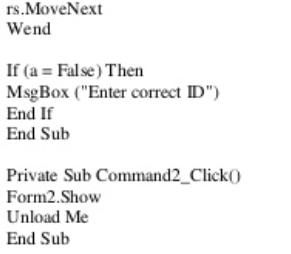 rs.MoveNext
Wend
If (a = False) Then
MsgBox ("Enter correct ID")
End If
End Sub
Private Sub Command2_Click()
Form2.Show
Unload Me
End Sub